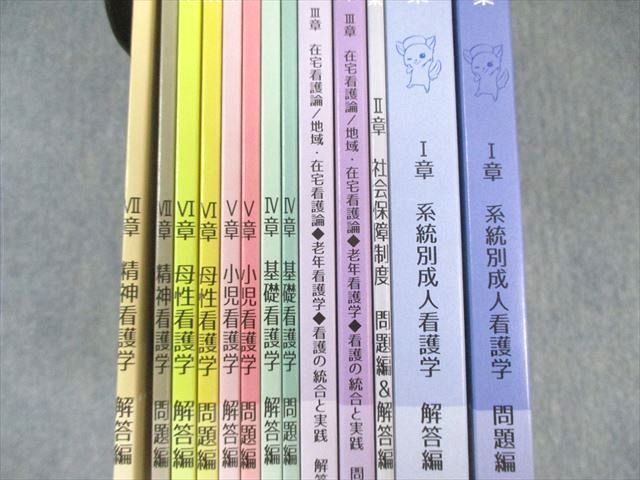 Ⅶ章 精神看護学 解答編
Ⅶ章 精神看護学 問題編
Ⅵ章 母性看護学 解答編
Ⅵ章 母性看護学 問題編
Ⅴ章 小児看護学 解答編
Ⅴ章 小児看護学 問題編
Ⅳ章 基礎看護学 解答編
Ⅳ章 基礎看護学 問題編
Ⅲ章 在宅看護論/地域・在宅看護論◆老年看護学◆看護の統合と実践 解答
Ⅲ章 在宅看護論/地域・在宅看護論◆老年看護学◆看護の統合と実践 問
Ⅱ章 社会保障制度 問題編&解答編
Ⅰ章 系統別成人看護学 解答編
Ⅰ章 系統別成人看護学 問題編